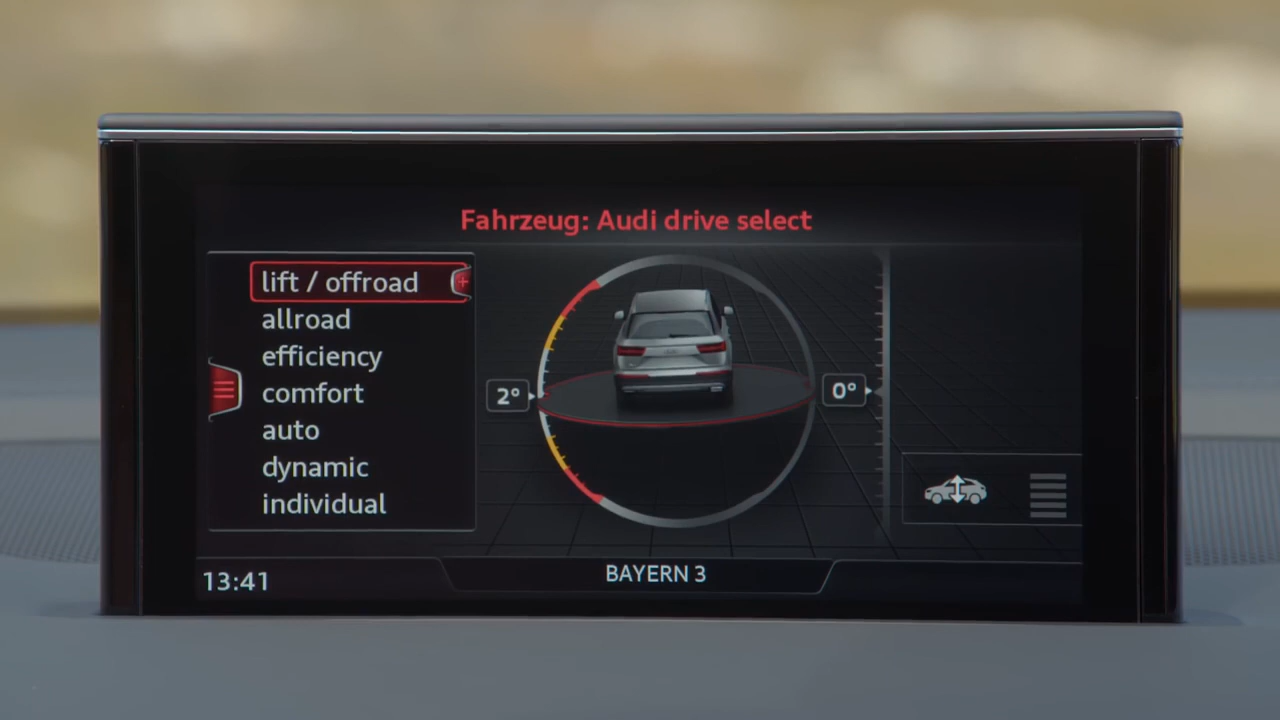 Fahrzeug: Audi drive select
lift / offroad
allroad
efficiency
comfort
auto
dynamic
individual
2°
0°
13:41
BAYERN 3